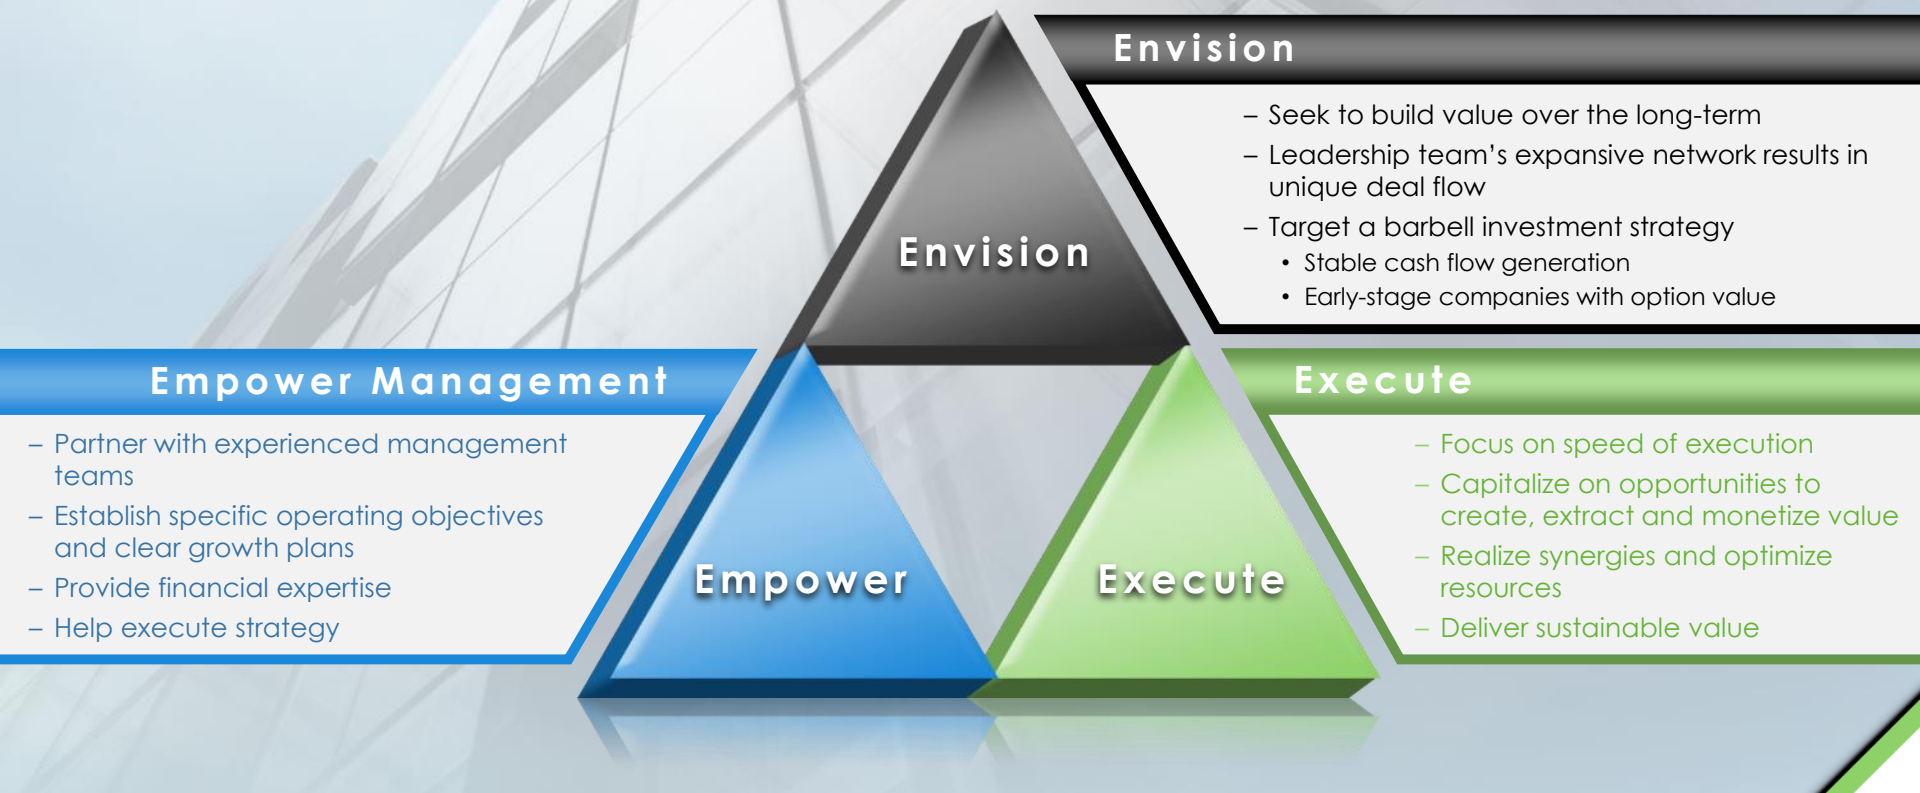 Envision
– Seek to build value over the long-term
– Leadership team's expansive network results in
unique deal flow
– Target a barbell investment strategy
• Stable cash flow generation
• Early-stage companies with option value
Envision
Empower Management
– Partner with experienced management
teams
– Establish specific operating objectives
and clear growth plans
– Provide financial expertise
– Help execute strategy
Empower
Execute
Execute
– Focus on speed of execution
– Capitalize on opportunities to
create, extract and monetize value
– Realize synergies and optimize
resources
– Deliver sustainable value